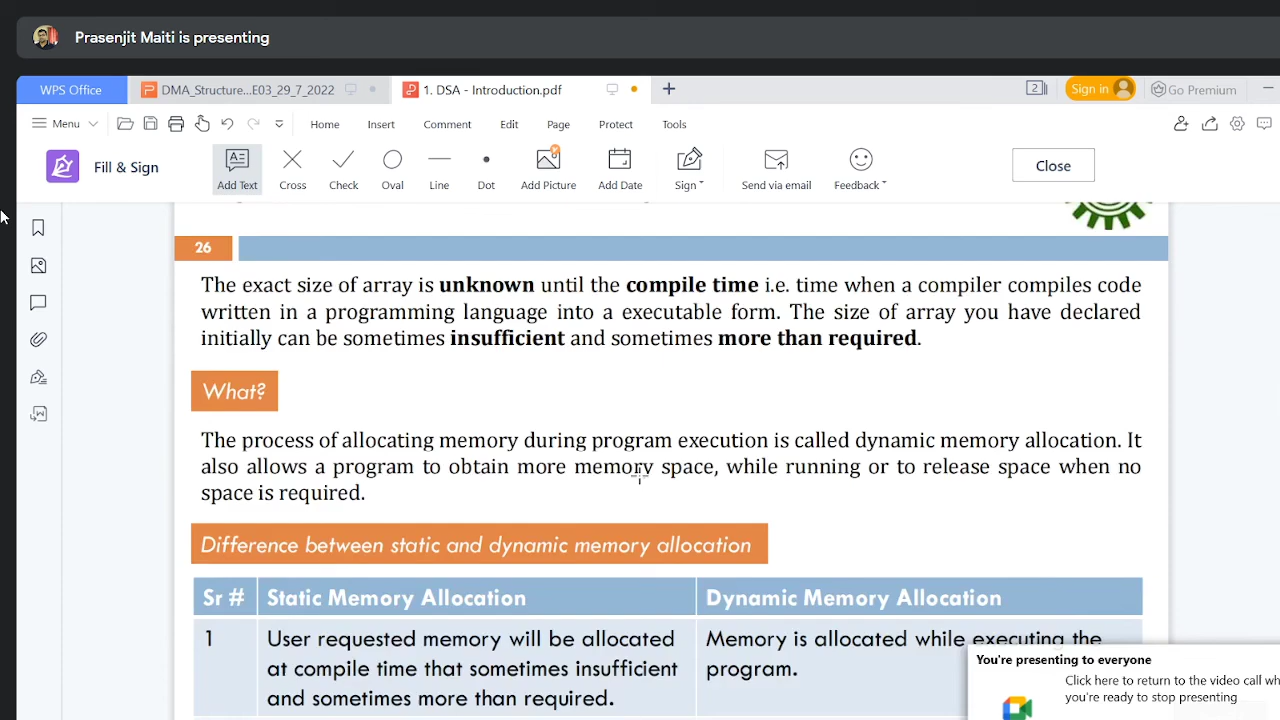 Prasenjit Maiti is presenting
WPS Office
DMA_Structure...E03_29_7_2022
1. DSA - Introduction.pdf
2
Sign in
Go Premium
Menu
Home
Insert
Comment
Edit
Page
Protect
Tools
Fill & Sign
Add Text
Cross
Check
Oval
Line
Dot
Add Picture
Add Date
Sign
Send via email
Feedback
Close
26
The exact size of array is unknown until the compile time i.e. time when a compiler compiles code
written in a programming language into a executable form. The size of array you have declared
initially can be sometimes insufficient and sometimes more than required.
What?
The process of allocating memory during program execution is called dynamic memory allocation. It
also allows a program to obtain more memory space, while running or to release space when no
space is required.
Difference between static and dynamic memory allocation
Sr # Static Memory Allocation Dynamic Memory Allocation
1 User requested memory will be allocated Memory is allocated while executing the
at compile time that sometimes insufficient program.
and sometimes more than required.
You're presenting to everyone
Click here to return to the video call wh
you're ready to stop presenting